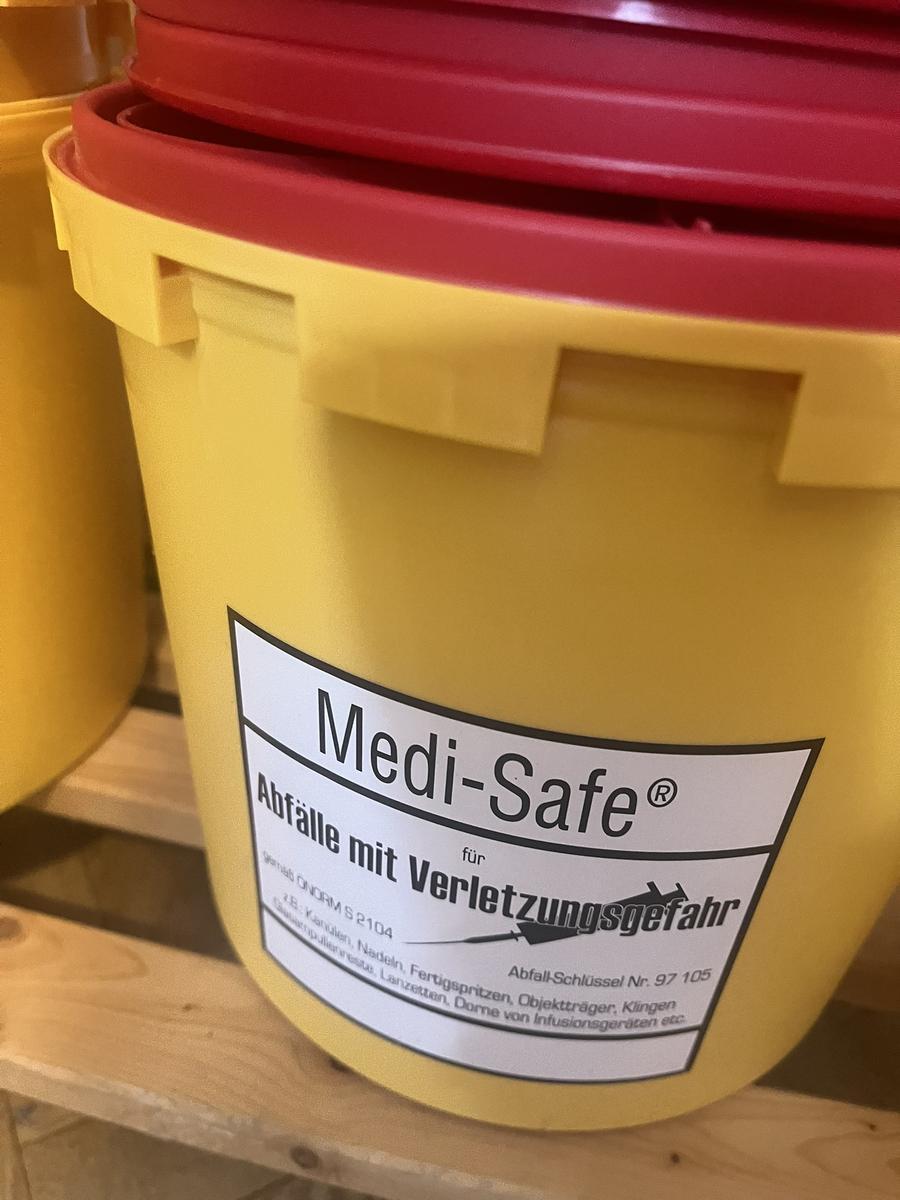 Medi-Safe®
für
Abfälle mit Verletzungsgefahr
gemäß ÖNORM S 2104
Abfall-Schlüssel Nr. 97 105
z.B.: Kanülen, Nadeln, Fertigspritzen, Objektträger, Klingen
Glasampullenreste, Lanzetten, Dorne von Infusionsgeräten etc.